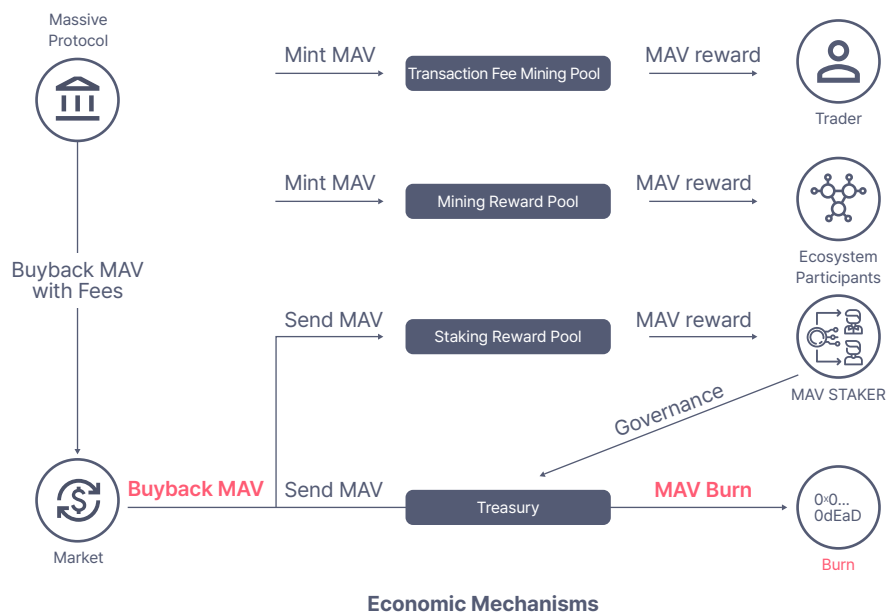 Massive
Protocol
Mint MAV
Transaction Fee Mining Pool
MAV reward
Trader
Mint MAV
Mining Reward Pool
MAV reward
Ecosystem
Participants
Buyback MAV
with Fees
Send MAV
Staking Reward Pool
MAV reward
MAV STAKER
Governance
$
Market
Buyback MAV
Send MAV
Treasury
MAV Burn
0x0...
0dEaD
Burn
Economic Mechanisms